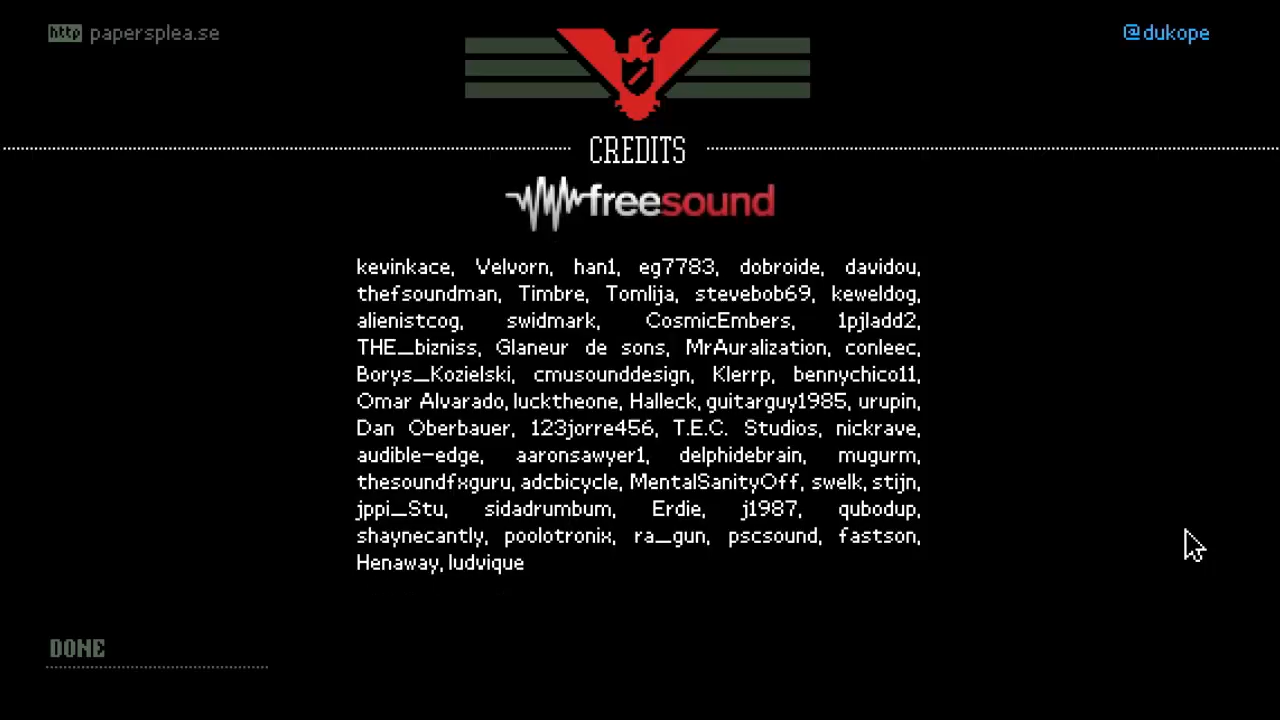 http papersplea.se
@dukope
CREDITS
freesound
kevinkace, Velvorn, han1, eg7783, dobroide, davidou,
thefsoundman, Timbre, Tomlija, stevebob69, keweldog,
alienistcog, swidmark, CosmicEmbers, 1pjladd2,
THE_bizniss, Glaneur de sons, MrAuralization, conleec,
Borys_Kozielski, cmusounddesign, Klerrp, bennychico11,
Omar Alvarado, lucktheone, Halleck, guitarguy1985, urupin,
Dan Oberbauer, 123jorre456, T.E.C. Studios, nickrave,
audible-edge, aaronsawyer1, delphidebrain, mugurm,
thesoundfxguru, adcbicycle, MentalSanityOff, swelk, stijn,
jppi_Stu, sidadrumbum, Erdie, j1987, qubodup,
shaynecantly, poolotronix, ra_gun, pscsound, fastson,
Henaway, ludvique
DONE